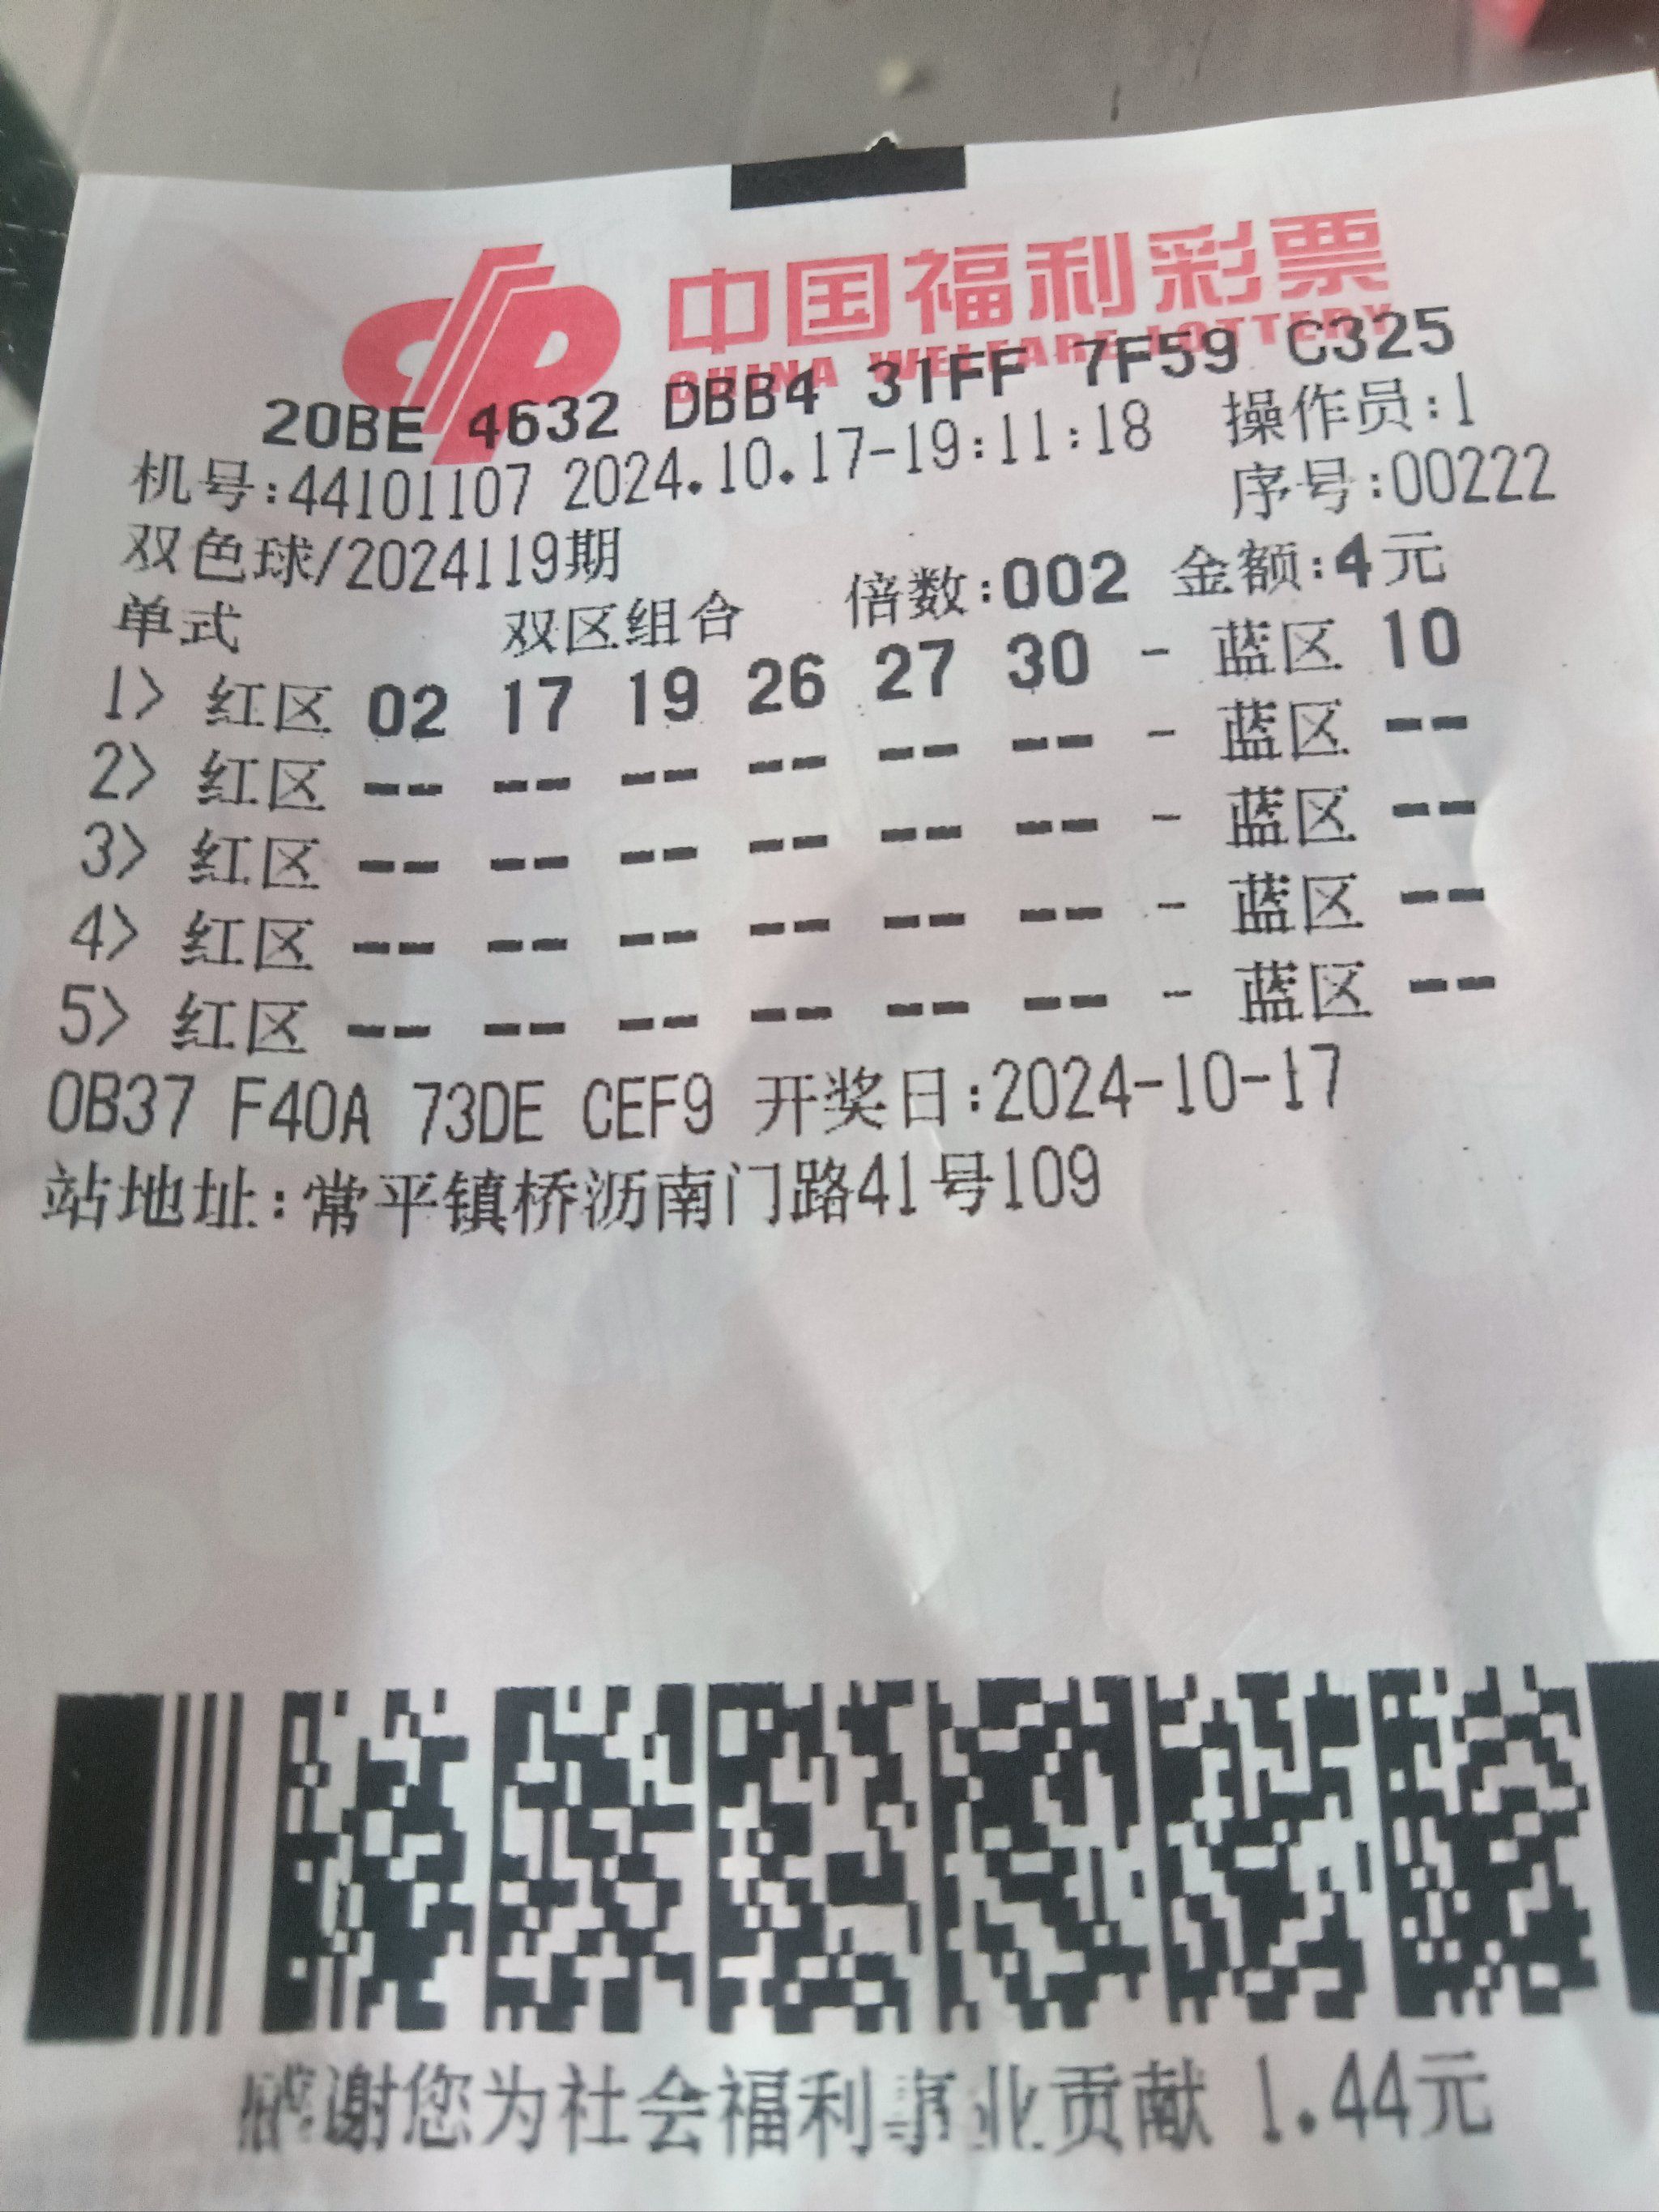 中国福利彩票
CHINA WELFARE LOTTERY
20BE 4632 DBB4 31FF 7F59 C325
机号:44101107 2024.10.17-19:11:18 操作员:1
双色球/2024119期 序号:00222
单式 双区组合 倍数:002 金额:4元
1> 红区 02 17 19 26 27 30 - 蓝区 10
2> 红区 -- -- -- -- -- -- - 蓝区 --
3> 红区 -- -- -- -- -- -- - 蓝区 --
4> 红区 -- -- -- -- -- -- - 蓝区 --
5> 红区 -- -- -- -- -- -- - 蓝区 --
0B37 F40A 73DE CEF9 开奖日:2024-10-17
站地址:常平镇桥沥南门路41号109
感谢您为社会福利事业贡献 1.44元